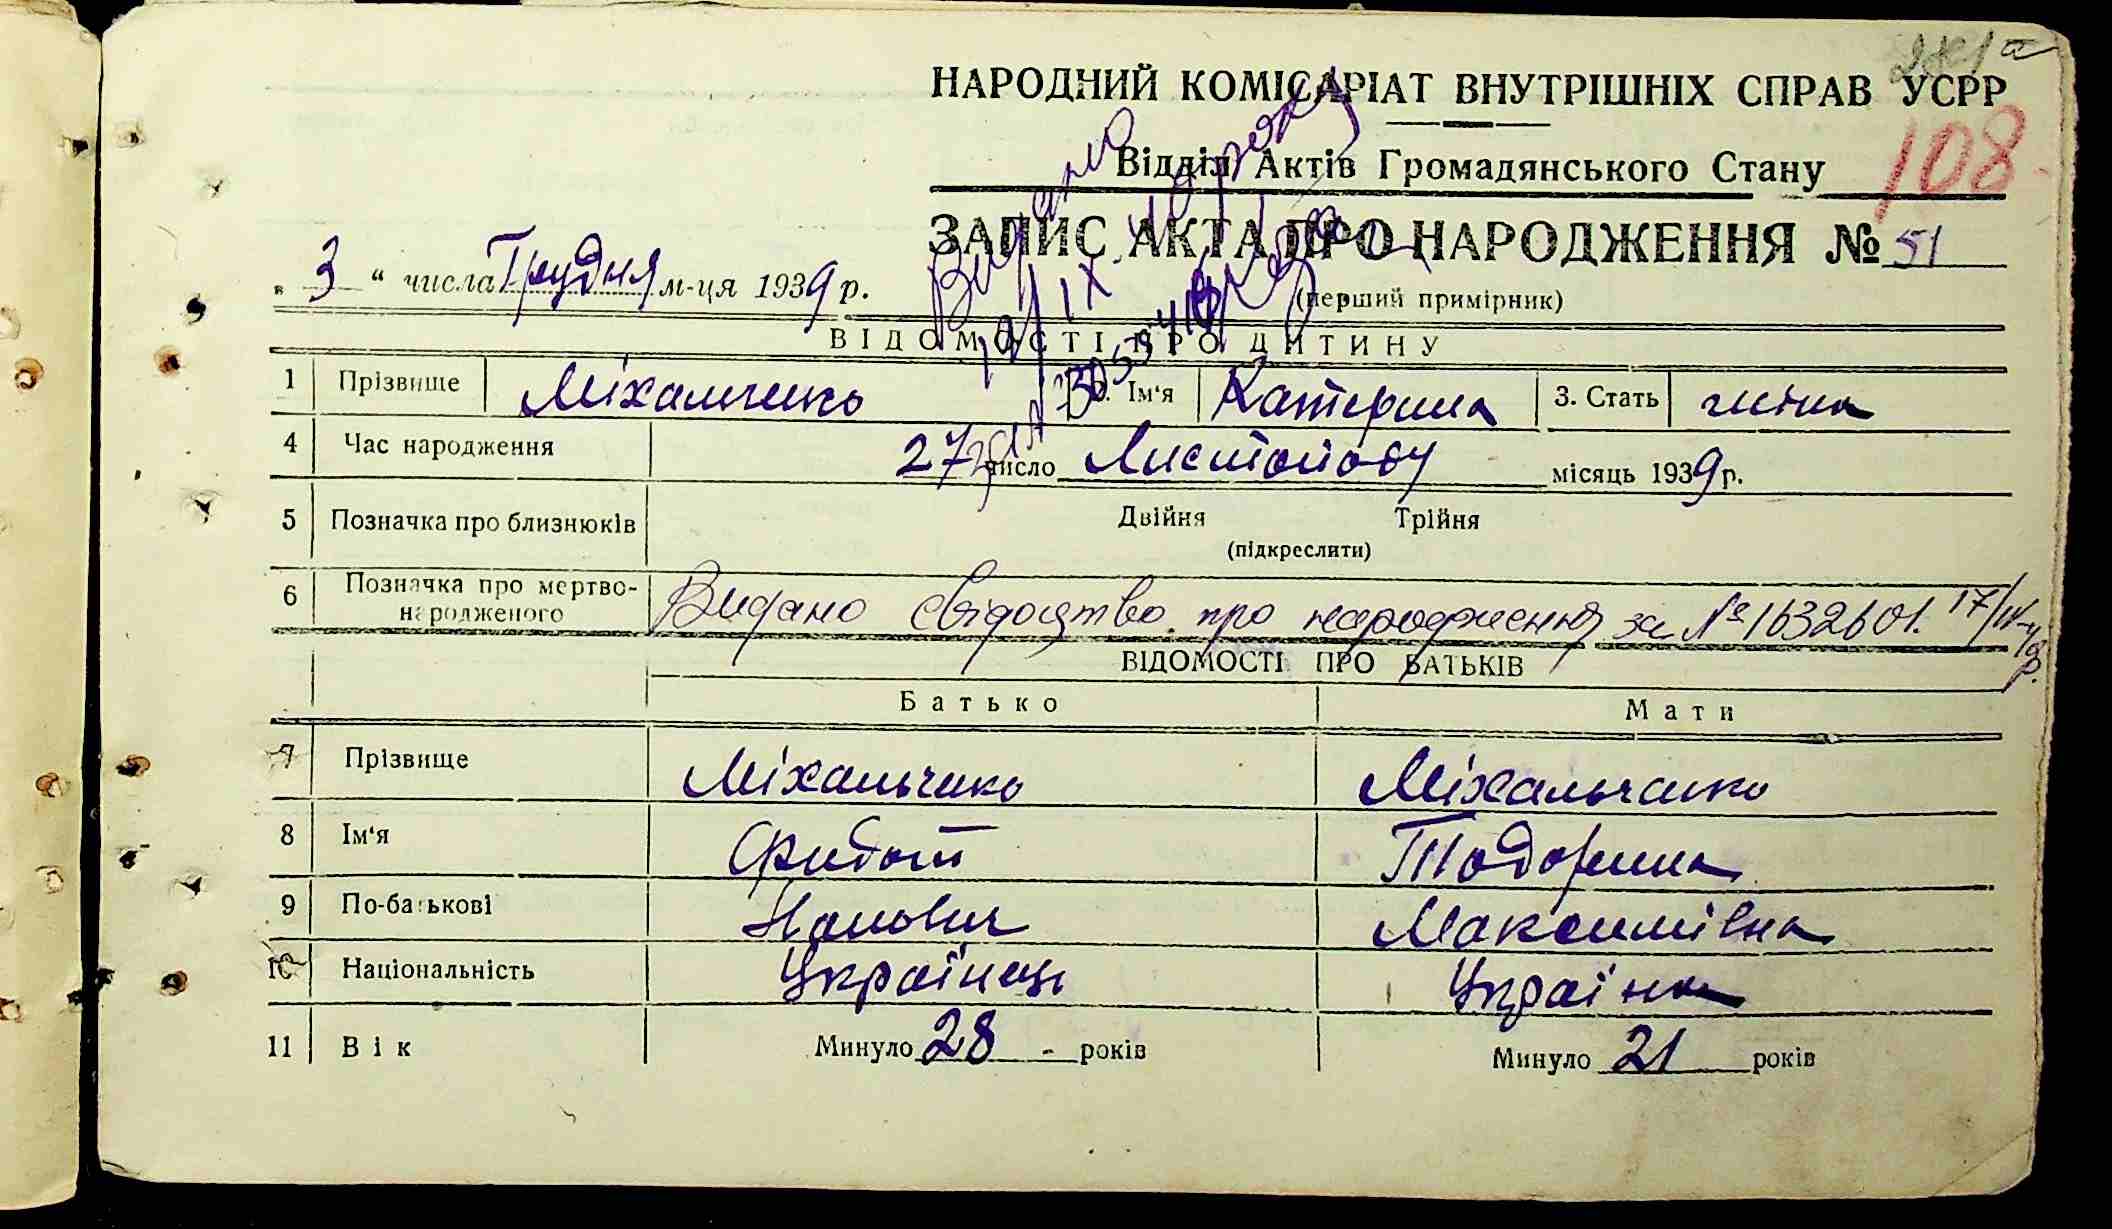 НАРОДНИЙ КОМІСАРІАТ ВНУТРІШНІХ СПРАВ УСРР
108
Відділ Актів Громадянського Стану
ЗАПИС АКТА ПРО НАРОДЖЕННЯ № 51
(перший примірник)
„ 3 “ числа Грудня м-ця 1939 р.
ВІДОМОСТІ ПРО ДИТИНУ
1 Прізвище Міхальченко 2. Ім‘я Катерина 3. Стать жіноча
4 Час народження 27 число Листопаду місяць 1939 р.
5 Позначка про близнюків Двійня Трійня
(підкреслити)
6 Позначка про мертво-
народженого Видано свідоцтво про народження за № 1632601.
ВІДОМОСТІ ПРО БАТЬКІВ
Батько Мати
7 Прізвище Міхальченко Міхальченко
8 Ім‘я Тодорина
9 По-батькові Максимівна
10 Національність Українець Українка
11 Вік Минуло 28 років Минуло 21 років